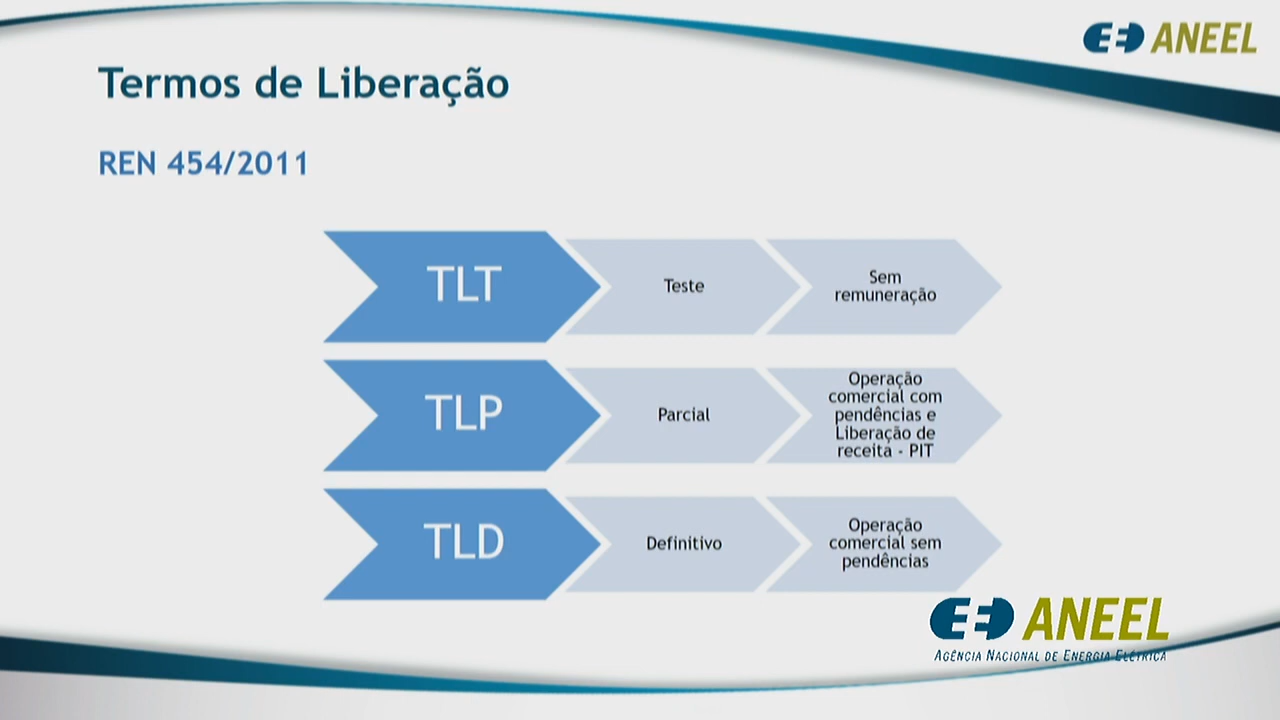 ANEEL
Termos de Liberação
REN 454/2011
TLT
Teste
Sem
remuneração
TLP
Parcial
Operação
comercial com
pendências e
Liberação de
receita - PIT
TLD
Definitivo
Operação
comercial sem
pendências
ANEEL
AGÊNCIA NACIONAL DE ENERGIA ELÉTRICA